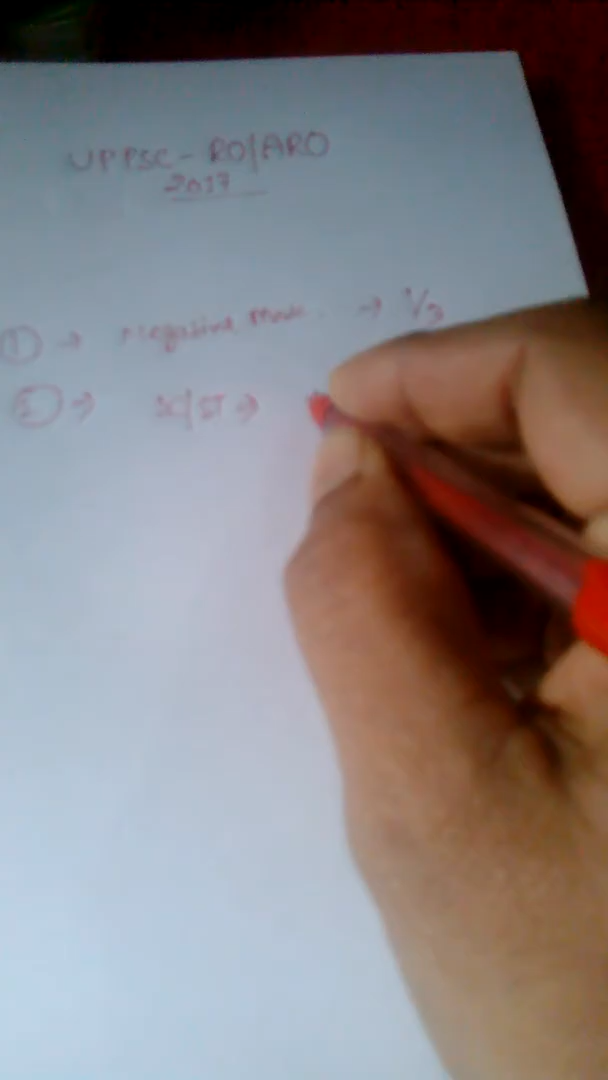 UPPSC - RO/ARO
2017
① → Negative Mark. → 1/3
② → SC/ST →